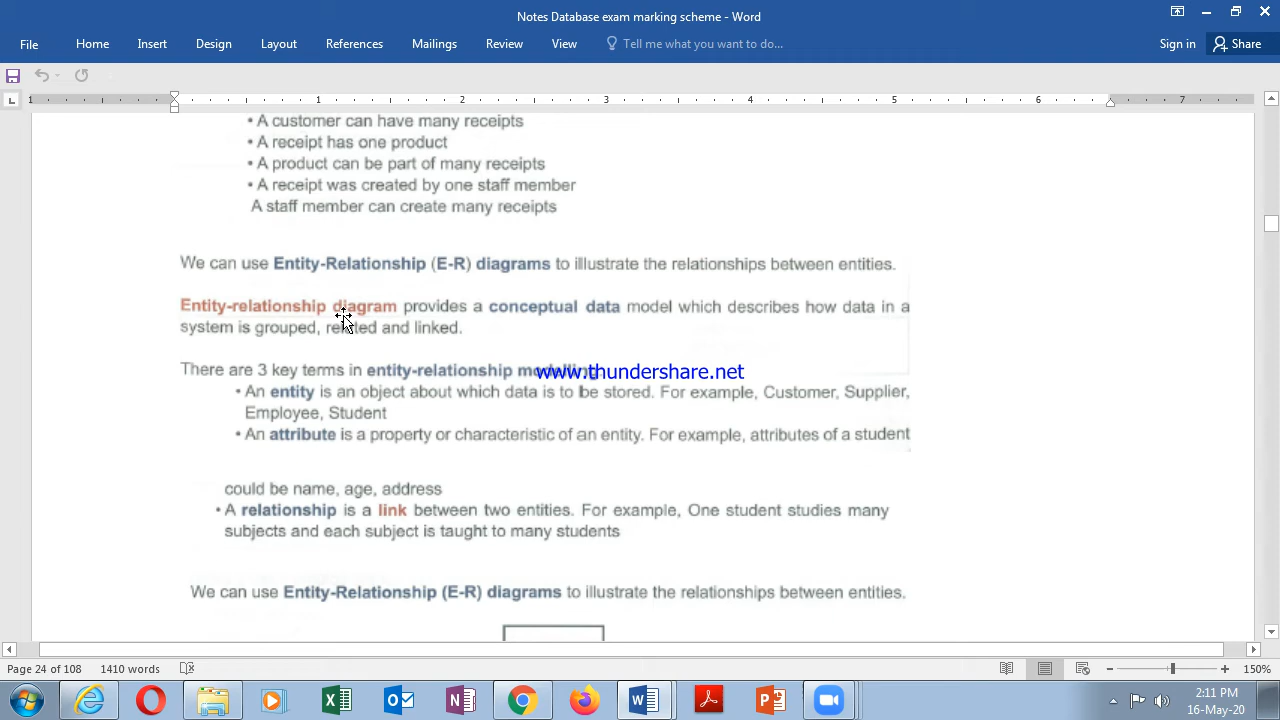 Notes Database exam marking scheme - Word
File Home Insert Design Layout References Mailings Review View Tell me what you want to do... Sign in Share
L 1 1 2 3 4 5 6 7
• A customer can have many receipts
• A receipt has one product
• A product can be part of many receipts
• A receipt was created by one staff member
A staff member can create many receipts
We can use Entity-Relationship (E-R) diagrams to illustrate the relationships between entities.
Entity-relationship diagram provides a conceptual data model which describes how data in a
system is grouped, related and linked.
There are 3 key terms in entity-relationship modelling
www.thundershare.net
• An entity is an object about which data is to be stored. For example, Customer, Supplier,
Employee, Student
• An attribute is a property or characteristic of an entity. For example, attributes of a student
could be name, age, address
• A relationship is a link between two entities. For example, One student studies many
subjects and each subject is taught to many students
We can use Entity-Relationship (E-R) diagrams to illustrate the relationships between entities.
Page 24 of 108 1410 words 150%
2:11 PM
16-May-20